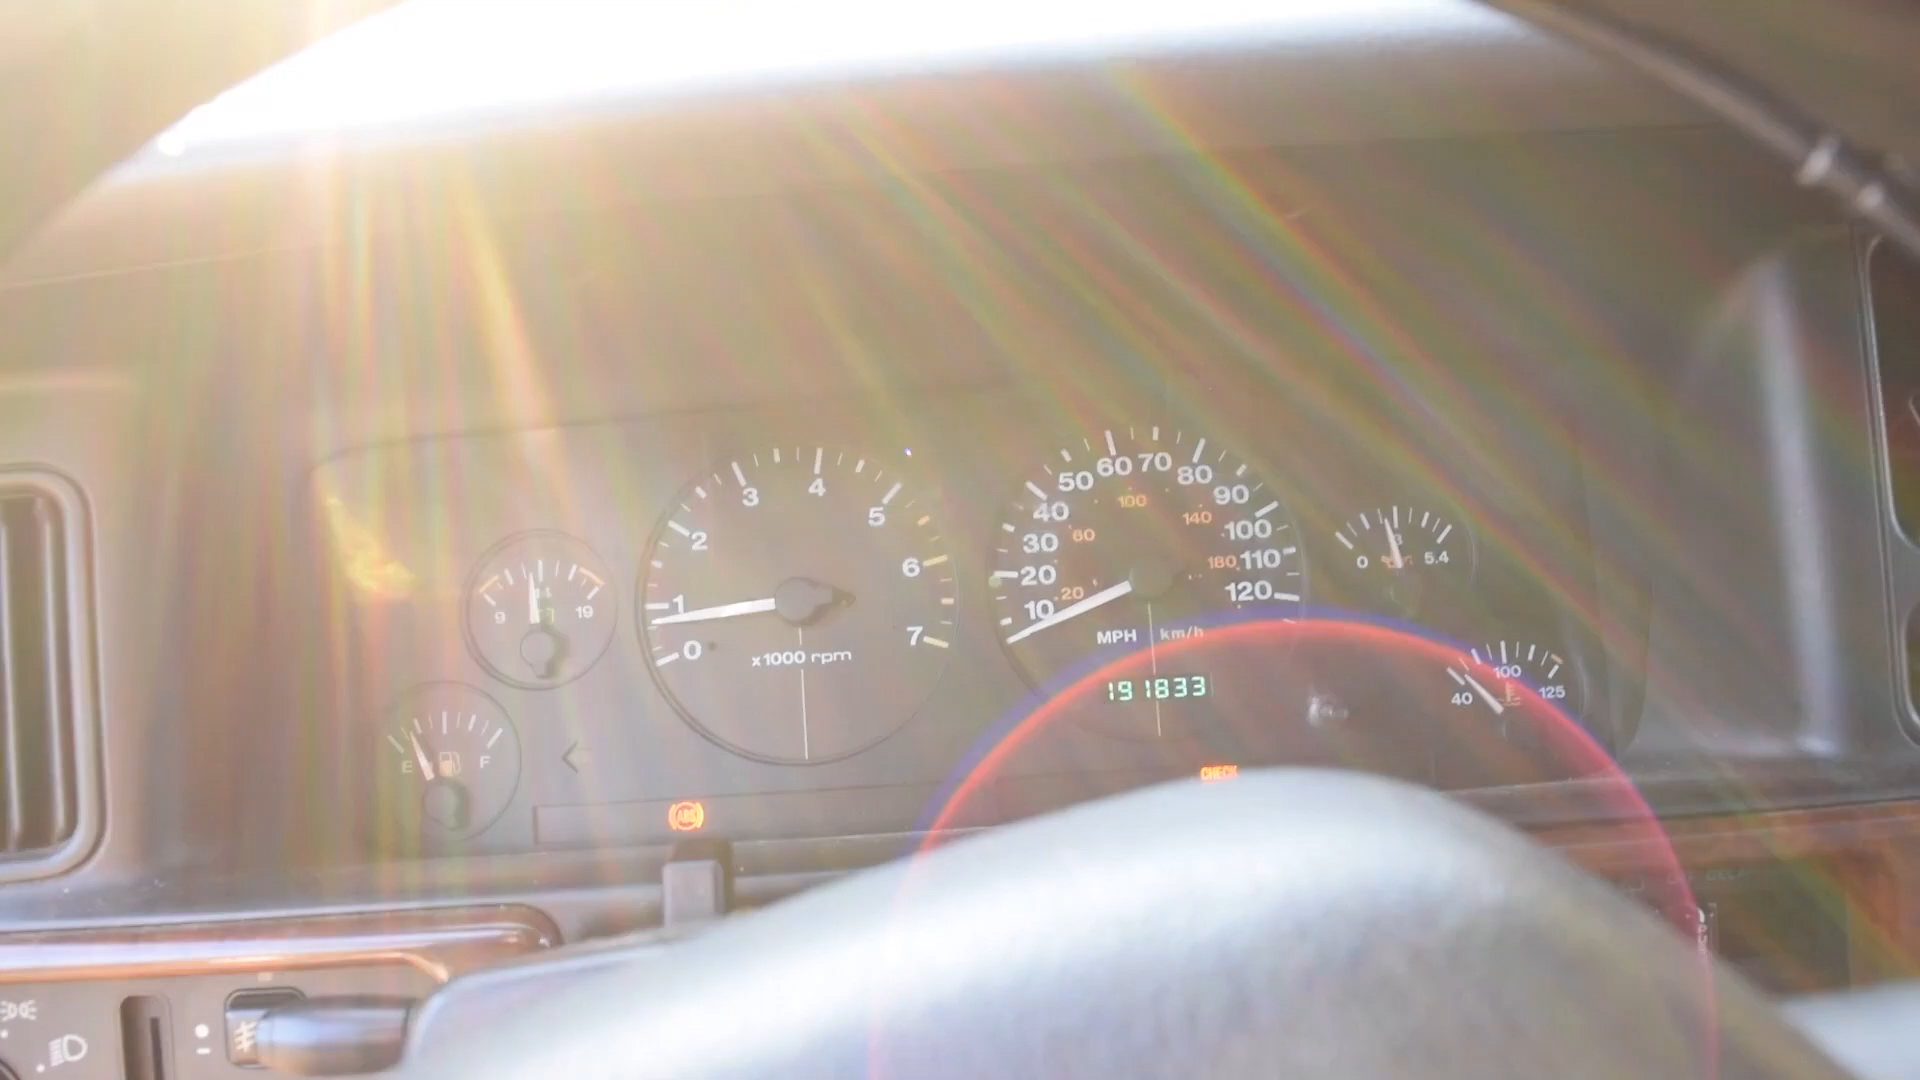 9 14 19
E F
0 1 2 3 4 5 6 7
x1000 rpm
10 20 30 40 50 60 70 80 90 100 110 120
20 60 100 140 180
MPH km/h
191833
0 5.4
40 100 125
ABS
CHECK